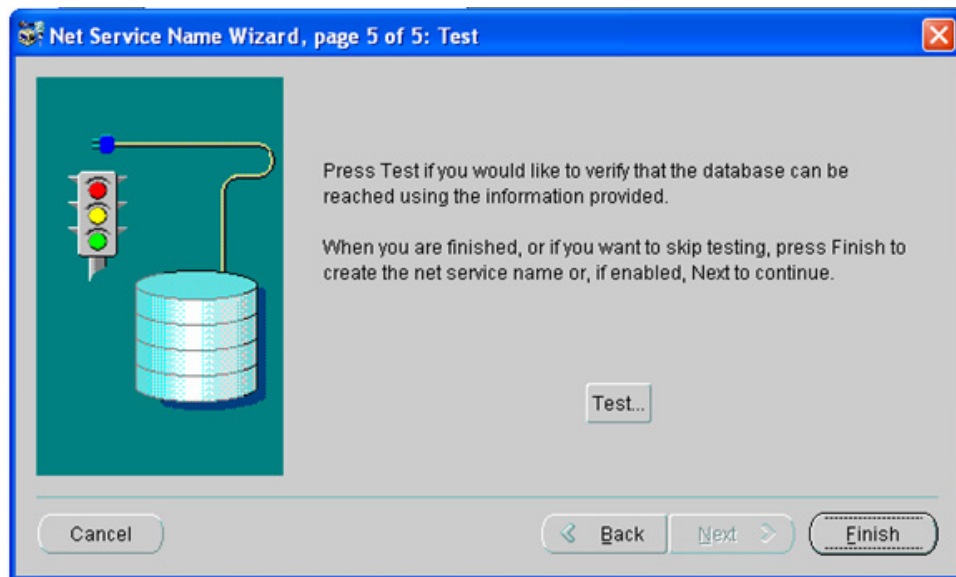 Net Service Name Wizard, page 5 of 5: Test
Press Test if you would like to verify that the database can be
reached using the information provided.
When you are finished, or if you want to skip testing, press Finish to
create the net service name or, if enabled, Next to continue.
Test...
Cancel
Back
Next
Finish